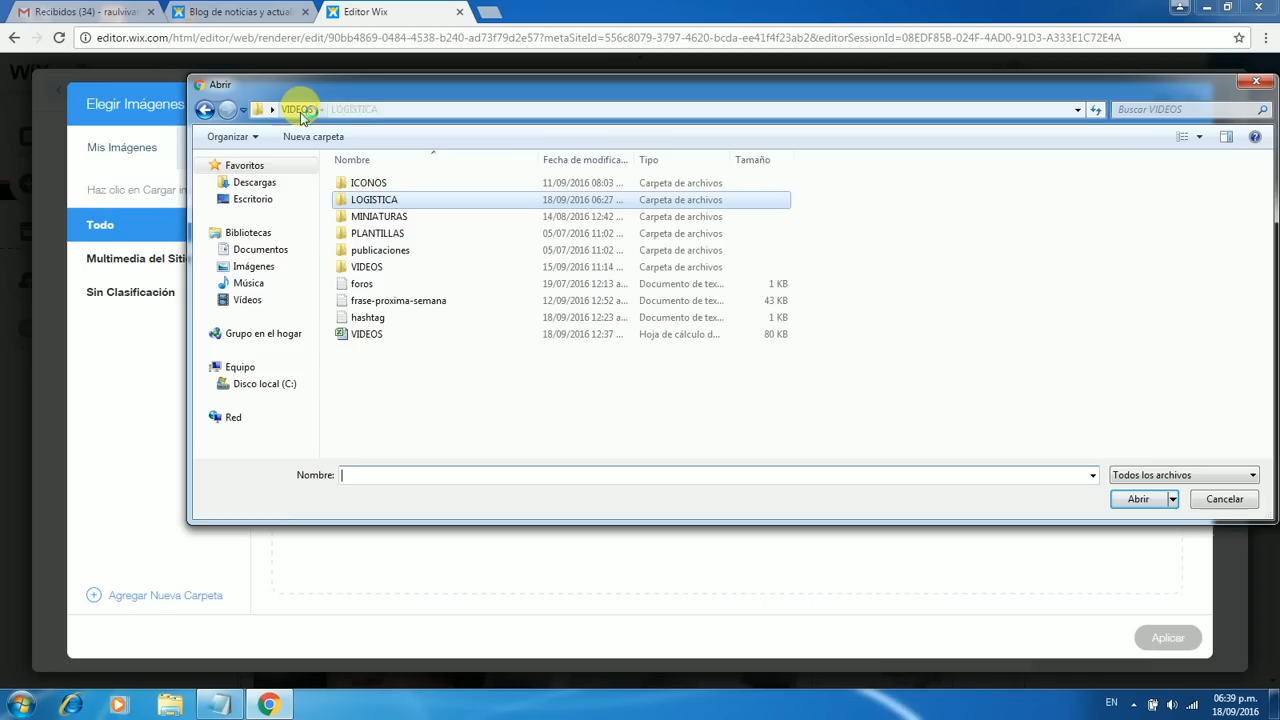 Recibidos (34) - raulviva
Blog de noticias y actual
Editor Wix
editor.wix.com/html/editor/web/renderer/edit/90bb4869-0484-4538-b240-ad73f79d2e57?metaSiteId=556c8079-3797-4620-bcda-ee41f4f23ab2&editorSessionId=08EDF85B-024F-4AD0-91D3-A333E1C72E4A
Abrir
Elegir Imágenes
VIDEOS
LOGISTICA
Buscar VIDEOS
Organizar
Nueva carpeta
Mis Imágenes
Favoritos
Nombre
Fecha de modifica...
Tipo
Tamaño
Descargas
ICONOS
11/09/2016 08:03 ...
Carpeta de archivos
Haz clic en Cargar i
Escritorio
LOGISTICA
18/09/2016 06:27 ...
Carpeta de archivos
MINIATURAS
14/08/2016 12:42 ...
Carpeta de archivos
Todo
Bibliotecas
PLANTILLAS
05/07/2016 11:02 ...
Carpeta de archivos
Documentos
publicaciones
05/07/2016 11:02 ...
Carpeta de archivos
Multimedia del Siti
Imágenes
VIDEOS
15/09/2016 11:14 ...
Carpeta de archivos
Música
foros
19/07/2016 12:13 a...
Documento de tex...
1 KB
Sin Clasificación
Vídeos
frase-proxima-semana
12/09/2016 12:52 ...
Documento de tex...
43 KB
hashtag
18/09/2016 12:23 a...
Documento de tex...
1 KB
Grupo en el hogar
VIDEOS
18/09/2016 12:37 ...
Hoja de cálculo d...
80 KB
Equipo
Disco local (C:)
Red
Nombre:
Todos los archivos
Abrir
Cancelar
Agregar Nueva Carpeta
Aplicar
EN
06:39 p.m.
18/09/2016